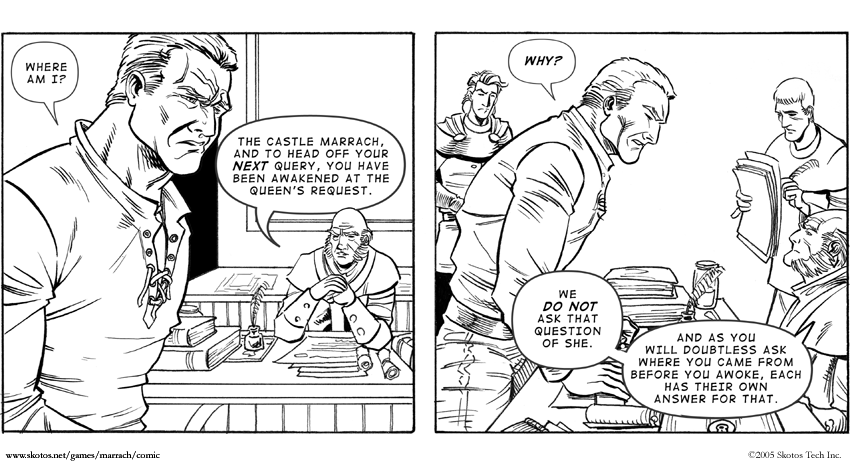 WHERE
AM I?
THE CASTLE MARRACH,
AND TO HEAD OFF YOUR
NEXT QUERY, YOU HAVE
BEEN AWAKENED AT THE
QUEEN'S REQUEST.
WHY?
WE
DO NOT
ASK THAT
QUESTION
OF SHE.
AND AS YOU
WILL DOUBTLESS ASK
WHERE YOU CAME FROM
BEFORE YOU AWOKE, EACH
HAS THEIR OWN
ANSWER FOR THAT.
www.skotos.net/games/marrach/comic
©2005 Skotos Tech Inc.